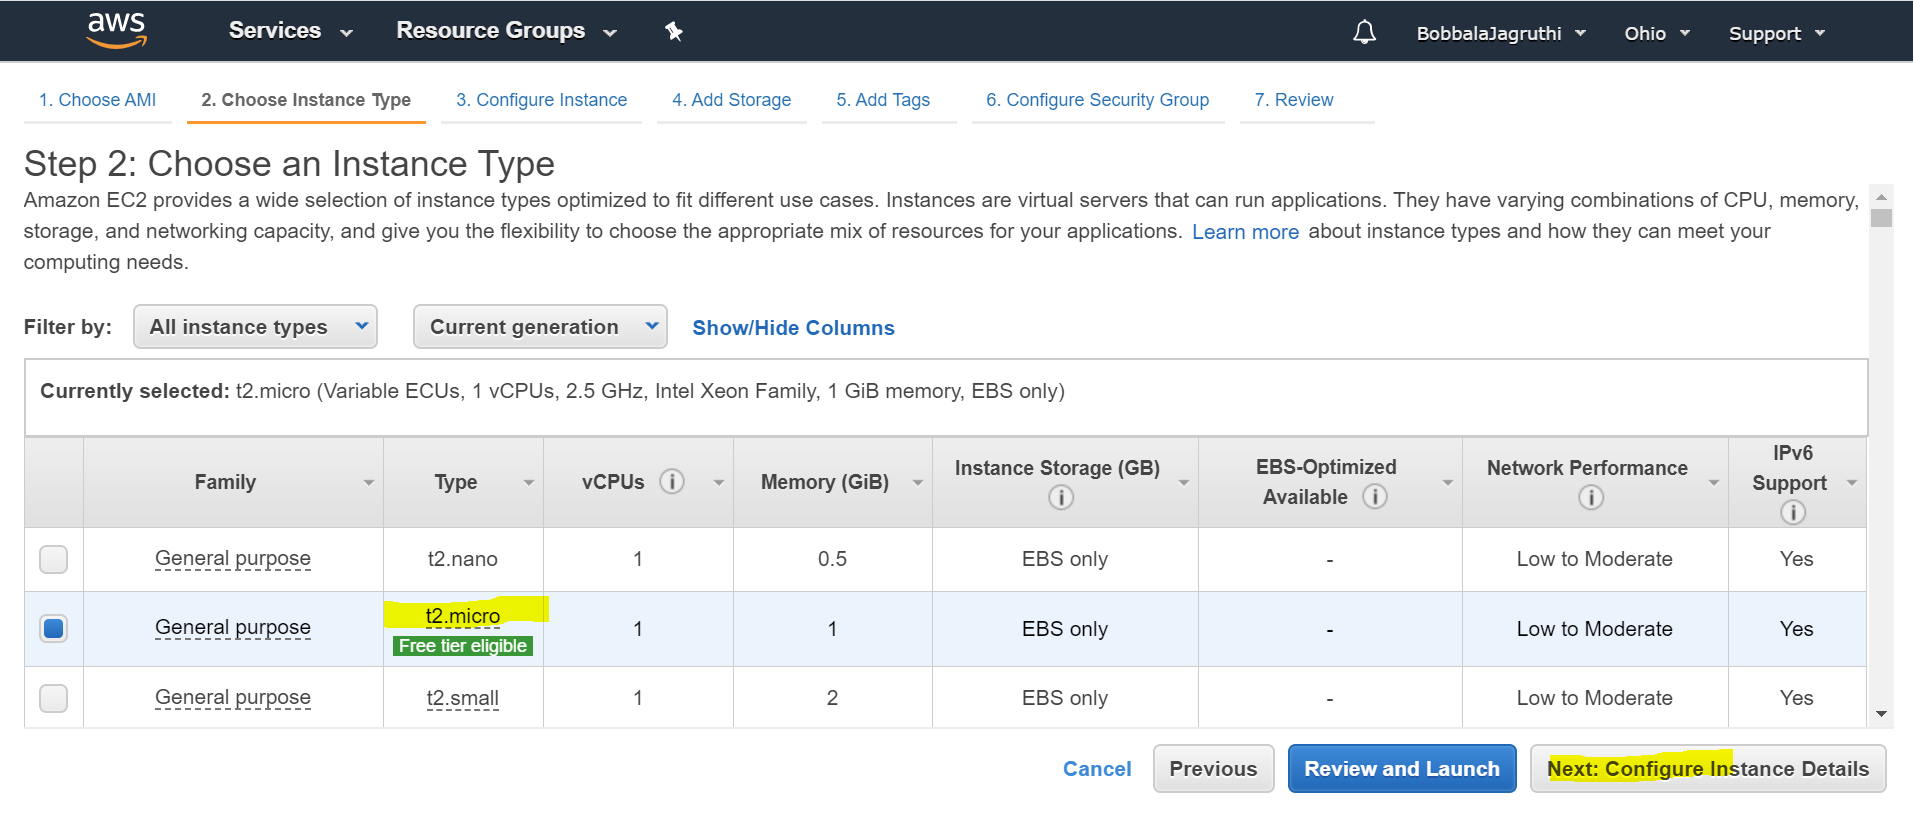 aws Services Resource Groups BobbalaJagruthi Ohio Support
1. Choose AMI 2. Choose Instance Type 3. Configure Instance 4. Add Storage 5. Add Tags 6. Configure Security Group 7. Review
Step 2: Choose an Instance Type
Amazon EC2 provides a wide selection of instance types optimized to fit different use cases. Instances are virtual servers that can run applications. They have varying combinations of CPU, memory,
storage, and networking capacity, and give you the flexibility to choose the appropriate mix of resources for your applications. Learn more about instance types and how they can meet your
computing needs.
Filter by: All instance types Current generation Show/Hide Columns
Currently selected: t2.micro (Variable ECUs, 1 vCPUs, 2.5 GHz, Intel Xeon Family, 1 GiB memory, EBS only)
Family Type vCPUs i Memory (GiB) Instance Storage (GB) i EBS-Optimized Available i Network Performance i IPv6 Support i
General purpose t2.nano 1 0.5 EBS only - Low to Moderate Yes
General purpose t2.micro Free tier eligible 1 1 EBS only - Low to Moderate Yes
General purpose t2.small 1 2 EBS only - Low to Moderate Yes
Cancel Previous Review and Launch Next: Configure Instance Details